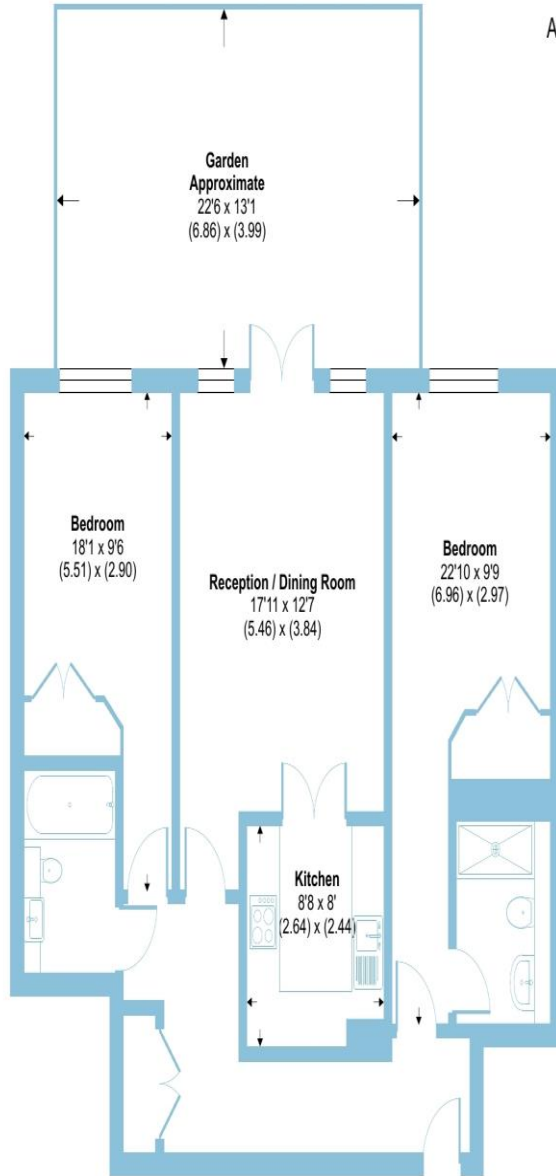 A
Garden
Approximate
22'6 x 13'1
(6.86) x (3.99)
Bedroom
18'1 x 9'6
(5.51) x (2.90)
Reception / Dining Room
17'11 x 12'7
(5.46) x (3.84)
Bedroom
22'10 x 9'9
(6.96) x (2.97)
Kitchen
8'8 x 8'
(2.64) x (2.44)